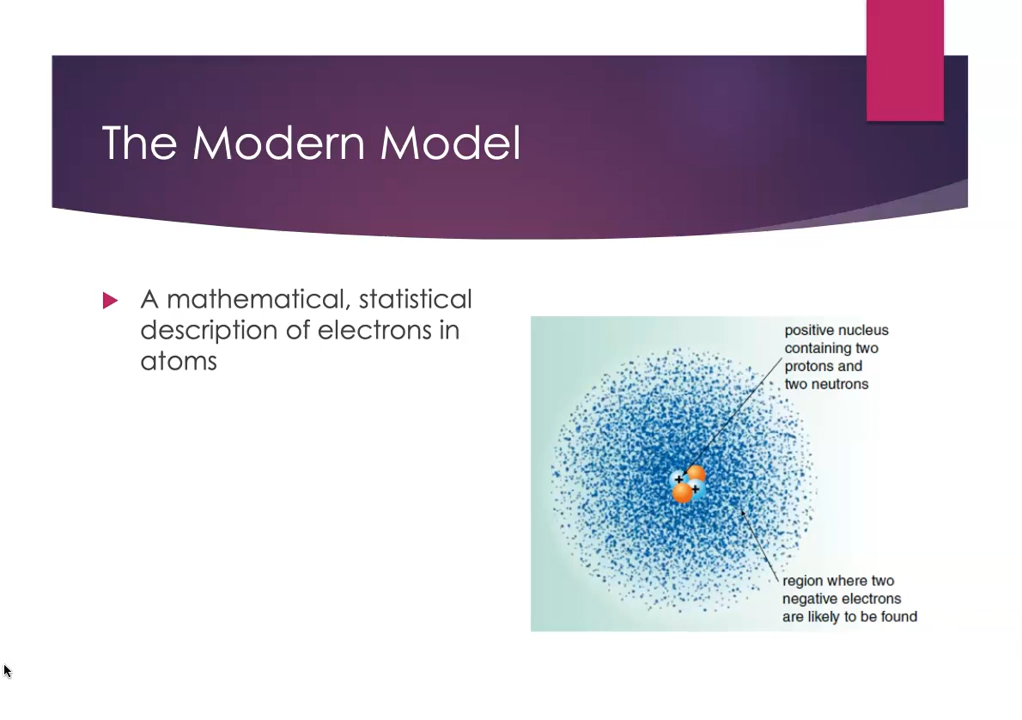 The Modern Model
A mathematical, statistical
description of electrons in
atoms
positive nucleus
containing two
protons and
two neutrons
+
+
region where two
negative electrons
are likely to be found